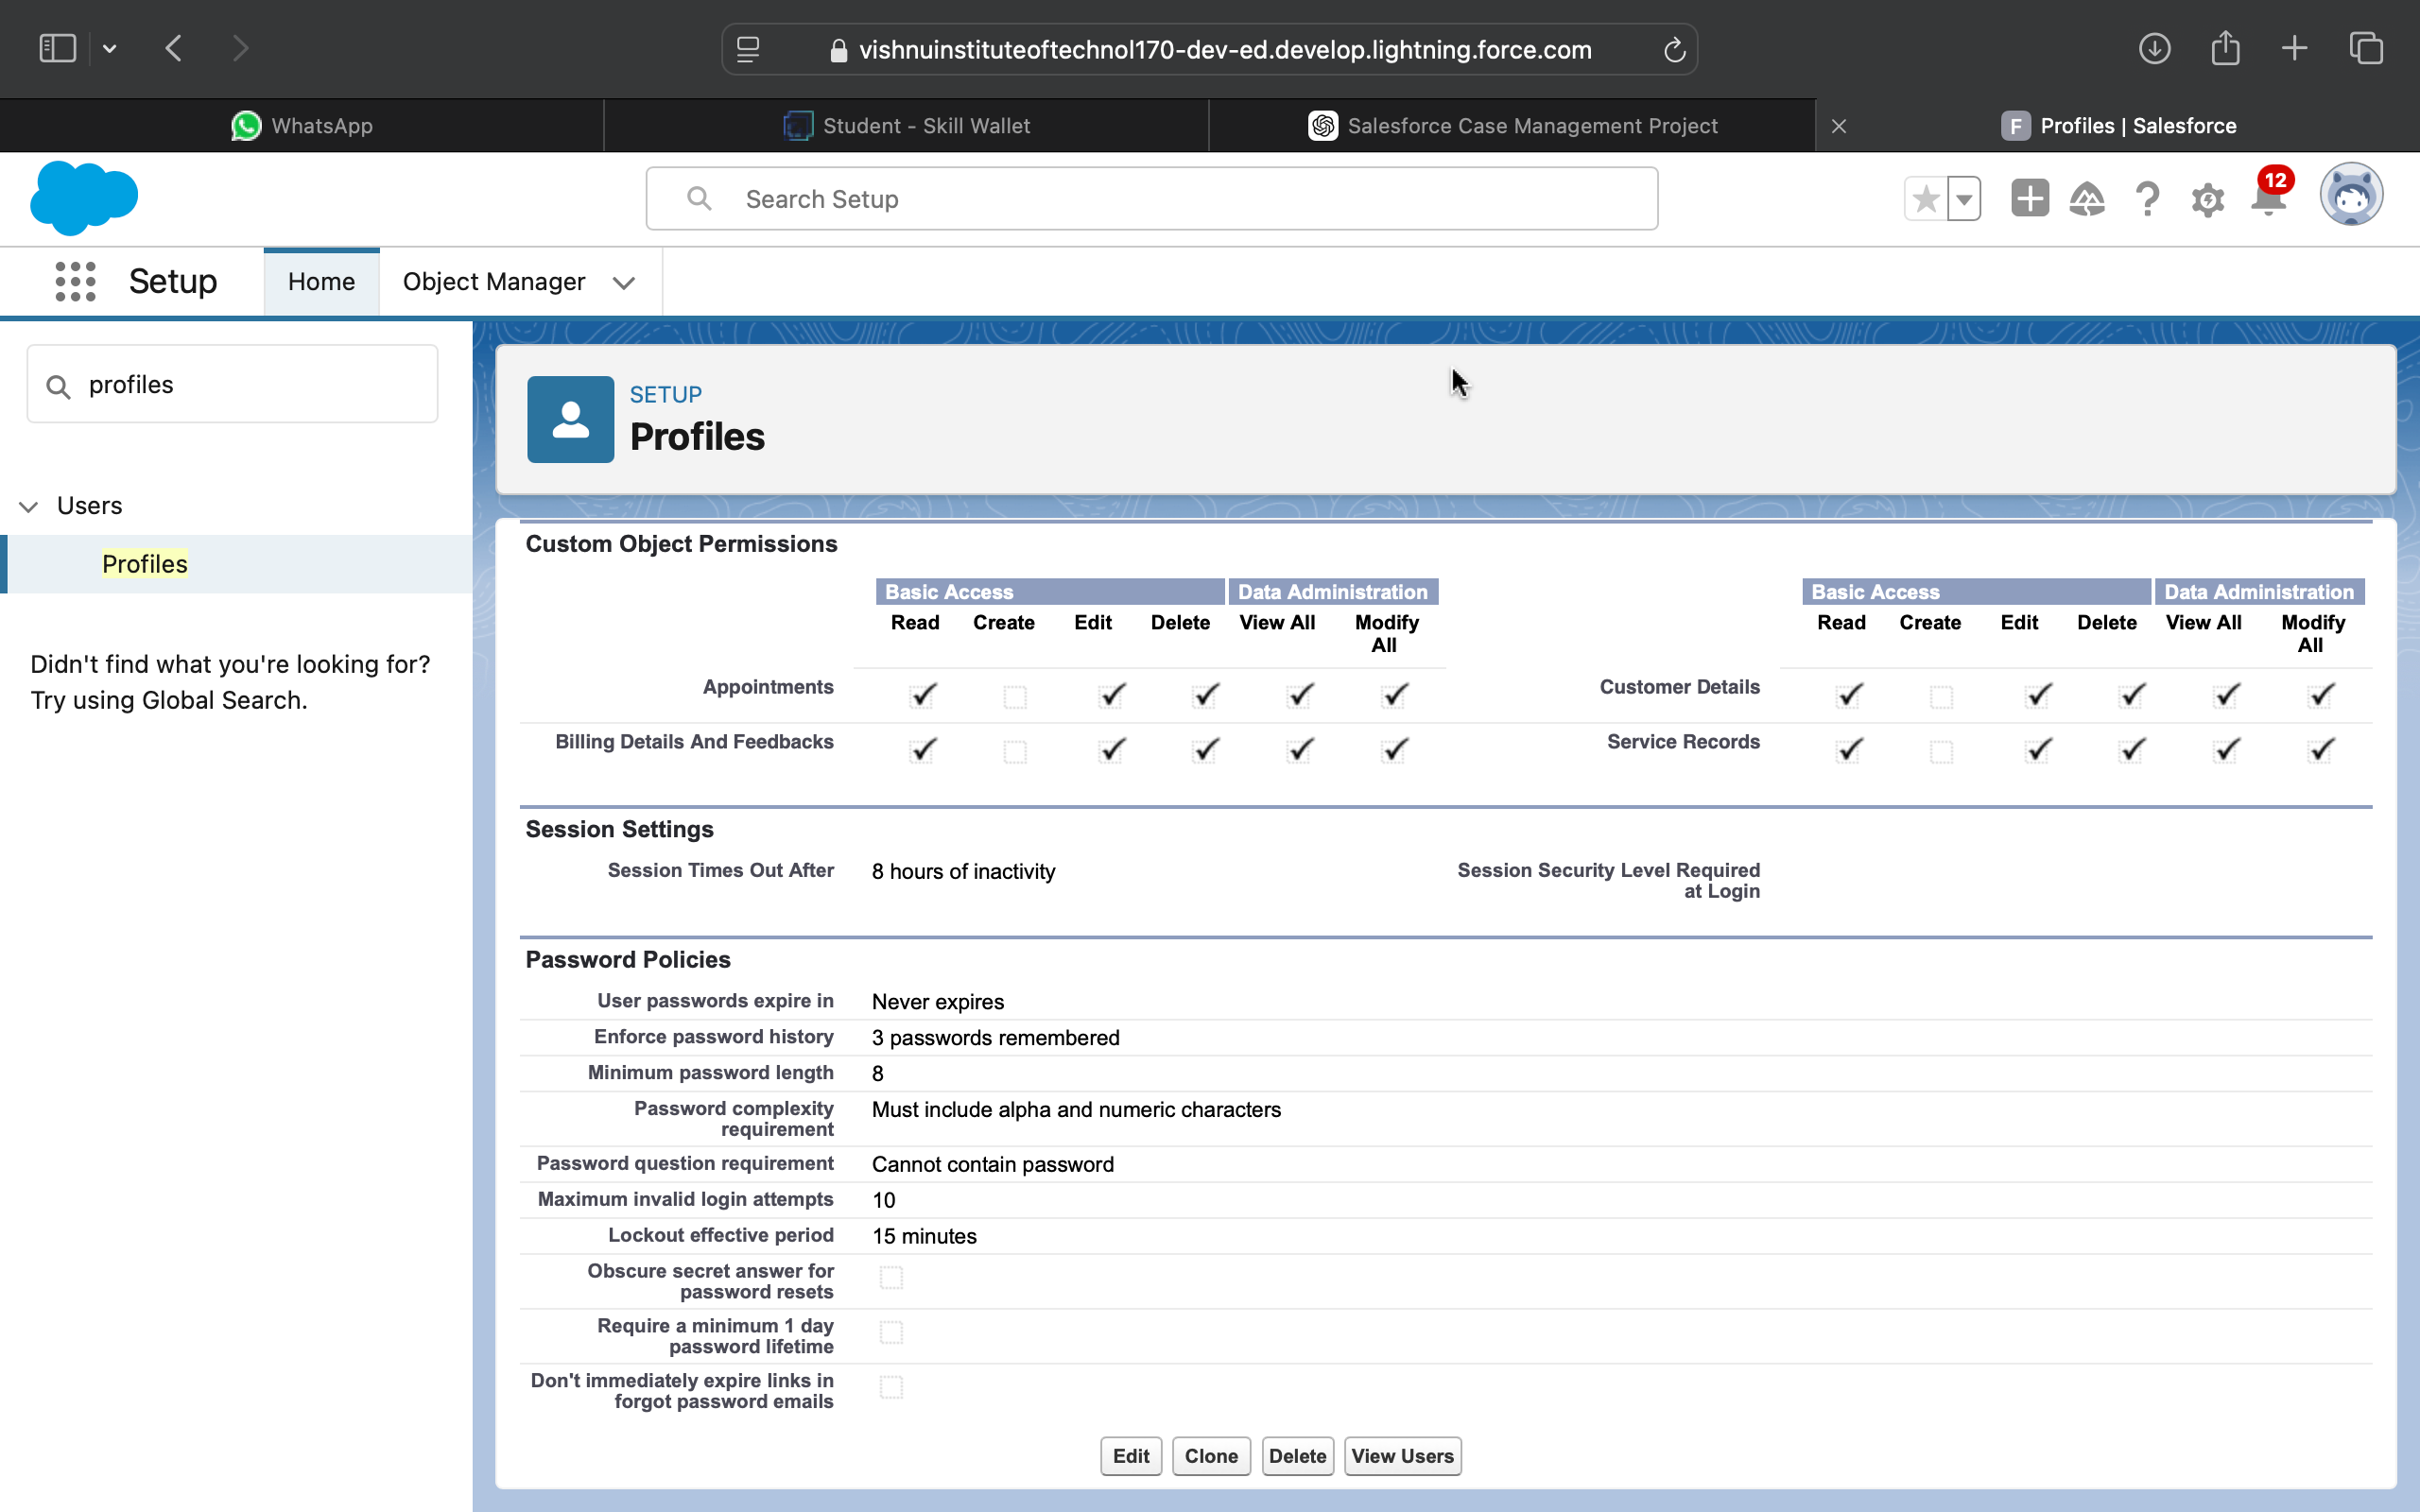 vishnuinstituteoftechnol170-dev-ed.develop.lightning.force.com
WhatsApp
Student - Skill Wallet
Salesforce Case Management Project
F Profiles | Salesforce
Search Setup
12
Setup
Home
Object Manager
profiles
Users
Profiles
Didn't find what you're looking for?
Try using Global Search.
SETUP
Profiles
Custom Object Permissions
Basic Access Data Administration Basic Access Data Administration
Read Create Edit Delete View All Modify All Read Create Edit Delete View All Modify All
Appointments Customer Details
Billing Details And Feedbacks Service Records
Session Settings
Session Times Out After 8 hours of inactivity Session Security Level Required
at Login
Password Policies
User passwords expire in Never expires
Enforce password history 3 passwords remembered
Minimum password length 8
Password complexity Must include alpha and numeric characters
requirement
Password question requirement Cannot contain password
Maximum invalid login attempts 10
Lockout effective period 15 minutes
Obscure secret answer for
password resets
Require a minimum 1 day
password lifetime
Don't immediately expire links in
forgot password emails
Edit Clone Delete View Users